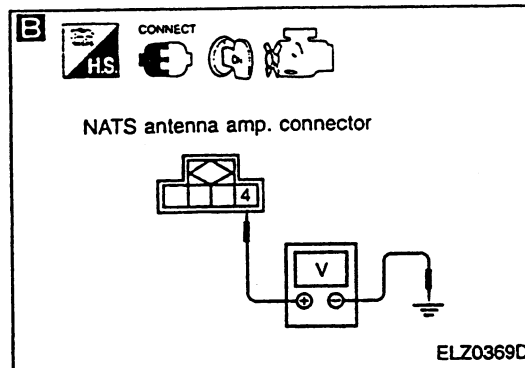 B
CONNECT
H.S.
NATS antenna amp. connector
4
V
+ −
ELZ0369D